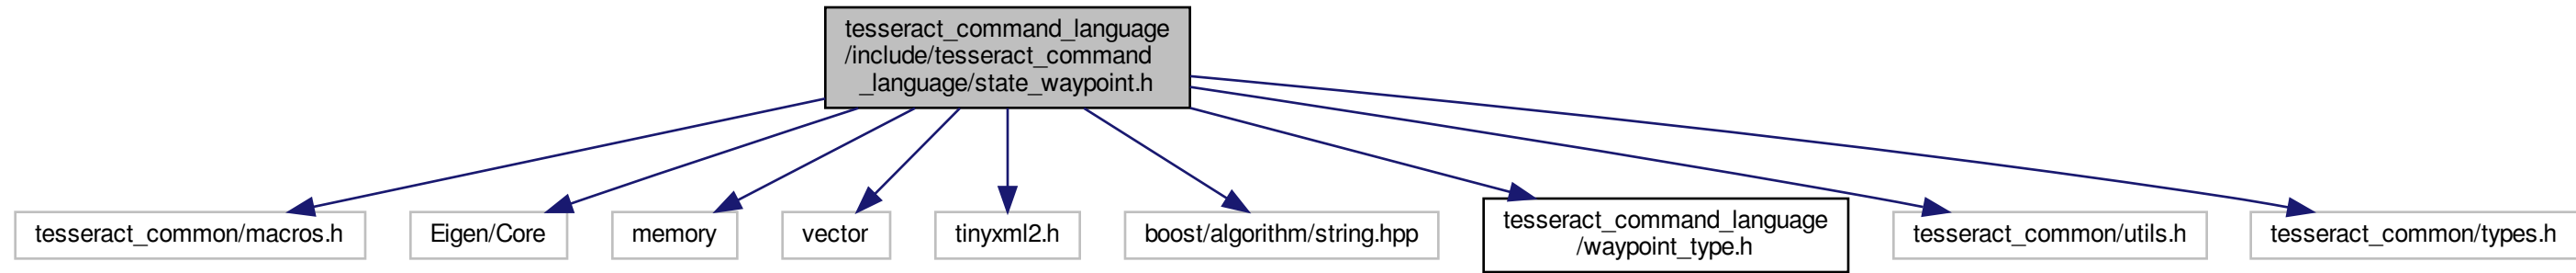 tesseract_command_language
/include/tesseract_command
_language/state_waypoint.h
tesseract_common/macros.h
Eigen/Core
memory
vector
tinyxml2.h
boost/algorithm/string.hpp
tesseract_command_language
/waypoint_type.h
tesseract_common/utils.h
tesseract_common/types.h